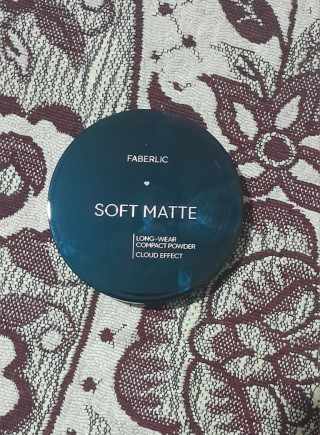 FABERLIC
SOFT MATTE
LONG-WEAR
COMPACT POWDER
CLOUD EFFECT